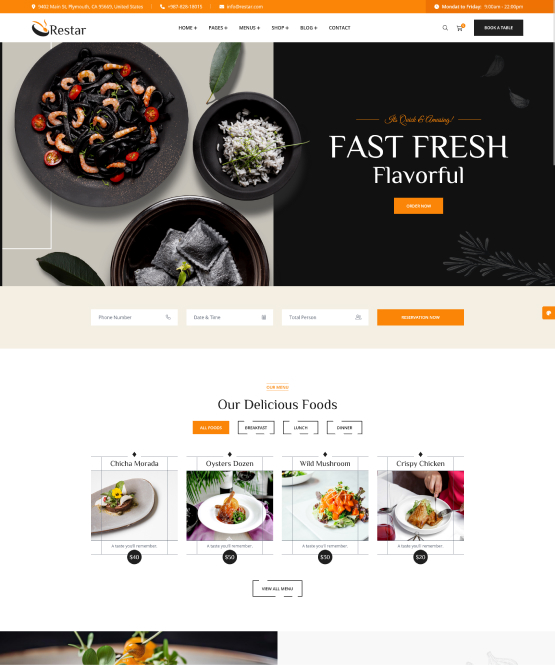 9402 Main St, Plymouth, CA 95669, United States +987-628-10015 info@restar.com Mondat to Friday: 9:00am - 22:00pm
Restar HOME + PAGES + MENUS + SHOP + BLOG + CONTACT BOOK A TABLE
Its Quick & Amusing!
FAST FRESH
Flavorful
ORDER NOW
Phone Number Date & Time Total Person RESERVATION NOW
OUR MENU
Our Delicious Foods
ALL FOODS BREAKFAST LUNCH DINNER
Chicha Morada Oysters Dozen Wild Mushroom Crispy Chicken
A taste you'll remember. A taste you'll remember. A taste you'll remember. A taste you'll remember.
$40 $50 $30 $20
VIEW ALL MENU